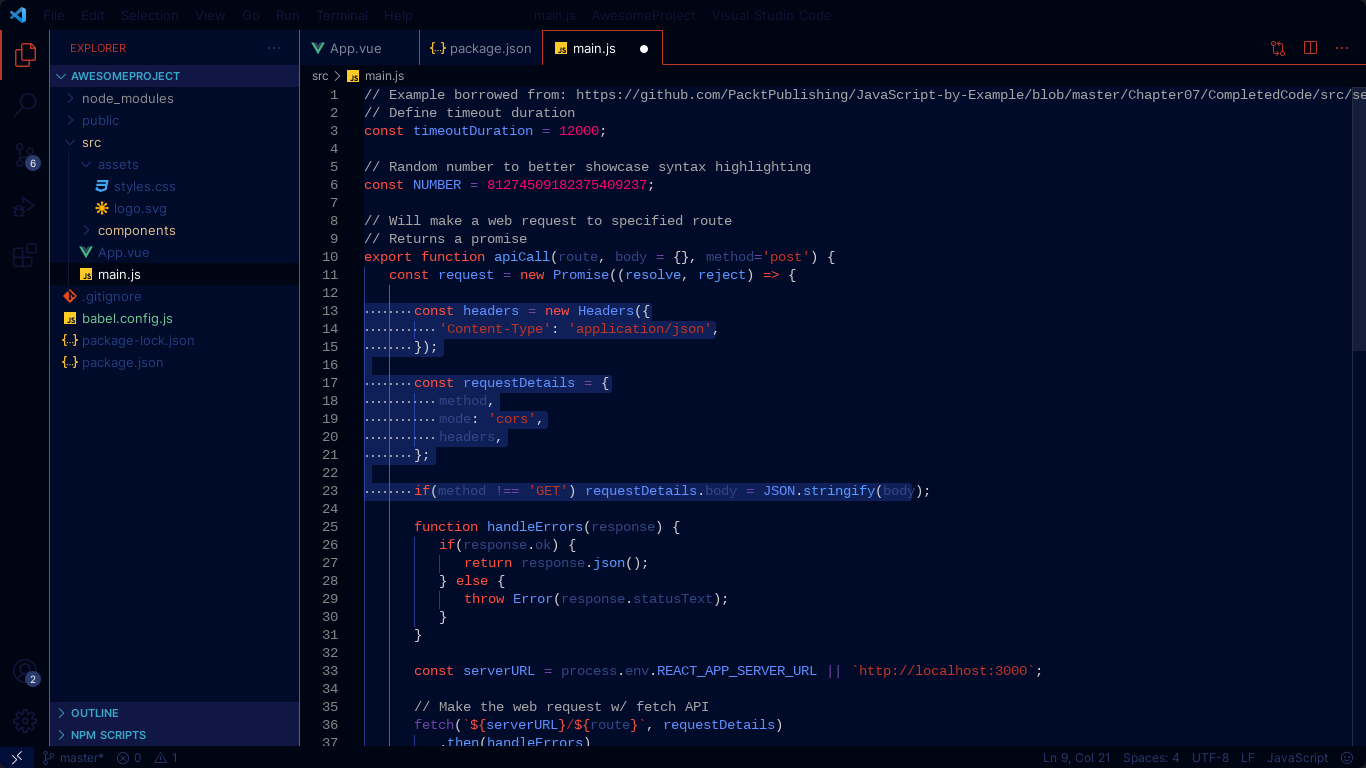 File Edit Selection View Go Run Terminal Help
main.js AwesomeProject Visual Studio Code
EXPLORER
AWESOMEPROJECT
node_modules
public
src
assets
styles.css
logo.svg
components
App.vue
main.js
.gitignore
babel.config.js
package-lock.json
package.json
OUTLINE
NPM SCRIPTS
6
2
App.vue
package.json
main.js
src > main.js
1 // Example borrowed from: https://github.com/PacktPublishing/JavaScript-by-Example/blob/master/Chapter07/CompletedCode/src/se
2 // Define timeout duration
3 const timeoutDuration = 12000;
4
5 // Random number to better showcase syntax highlighting
6 const NUMBER = 81274509182375409237;
7
8 // Will make a web request to specified route
9 // Returns a promise
10 export function apiCall(route, body = {}, method='post') {
11 const request = new Promise((resolve, reject) => {
12
13 const headers = new Headers({
14 'Content-Type': 'application/json',
15 });
16
17 const requestDetails = {
18 method,
19 mode: 'cors',
20 headers,
21 };
22
23 if(method !== 'GET') requestDetails.body = JSON.stringify(body);
24
25 function handleErrors(response) {
26 if(response.ok) {
27 return response.json();
28 } else {
29 throw Error(response.statusText);
30 }
31 }
32
33 const serverURL = process.env.REACT_APP_SERVER_URL || `http://localhost:3000`;
34
35 // Make the web request w/ fetch API
36 fetch(`${serverURL}/${route}`, requestDetails)
37 .then(handleErrors)
master* 0 1
Ln 9, Col 21 Spaces: 4 UTF-8 LF JavaScript